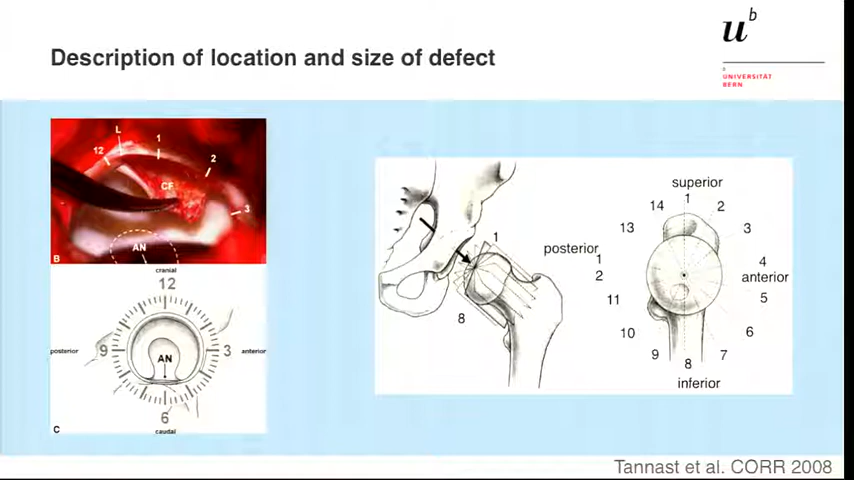 u^b
Description of location and size of defect
b
UNIVERSITÄT
BERN
L
1
12
2
CF
3
AN
B
cranial
12
posterior
9
AN
3
anterior
6
C
caudal
1
8
superior
1
14
2
13
3
posterior
1
2
4
anterior
11
5
10
6
9
8
7
inferior
Tannast et al. CORR 2008